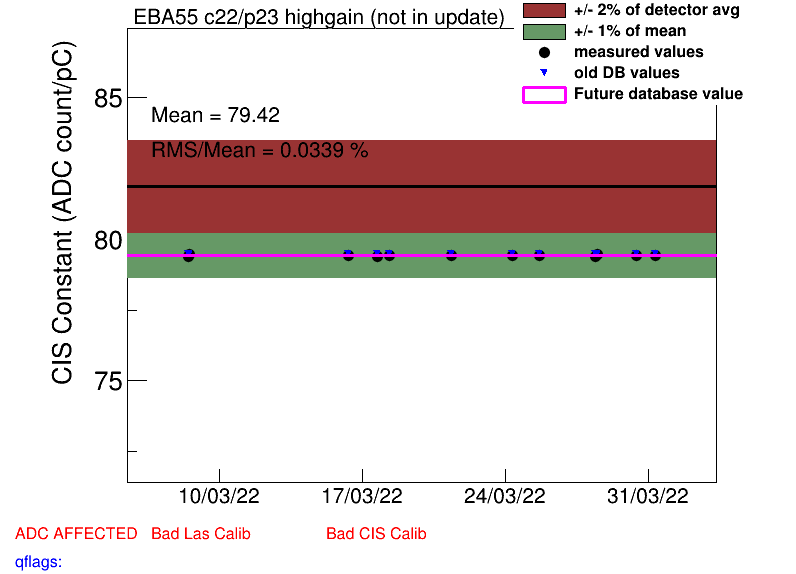 EBA55 c22/p23 highgain (not in update)
+/- 2% of detector avg
+/- 1% of mean
measured values
old DB values
Future database value
CIS Constant (ADC count/pC)
85
Mean = 79.42
RMS/Mean = 0.0339 %
80
75
10/03/22 17/03/22 24/03/22 31/03/22
ADC AFFECTED Bad Las Calib Bad CIS Calib
qflags: